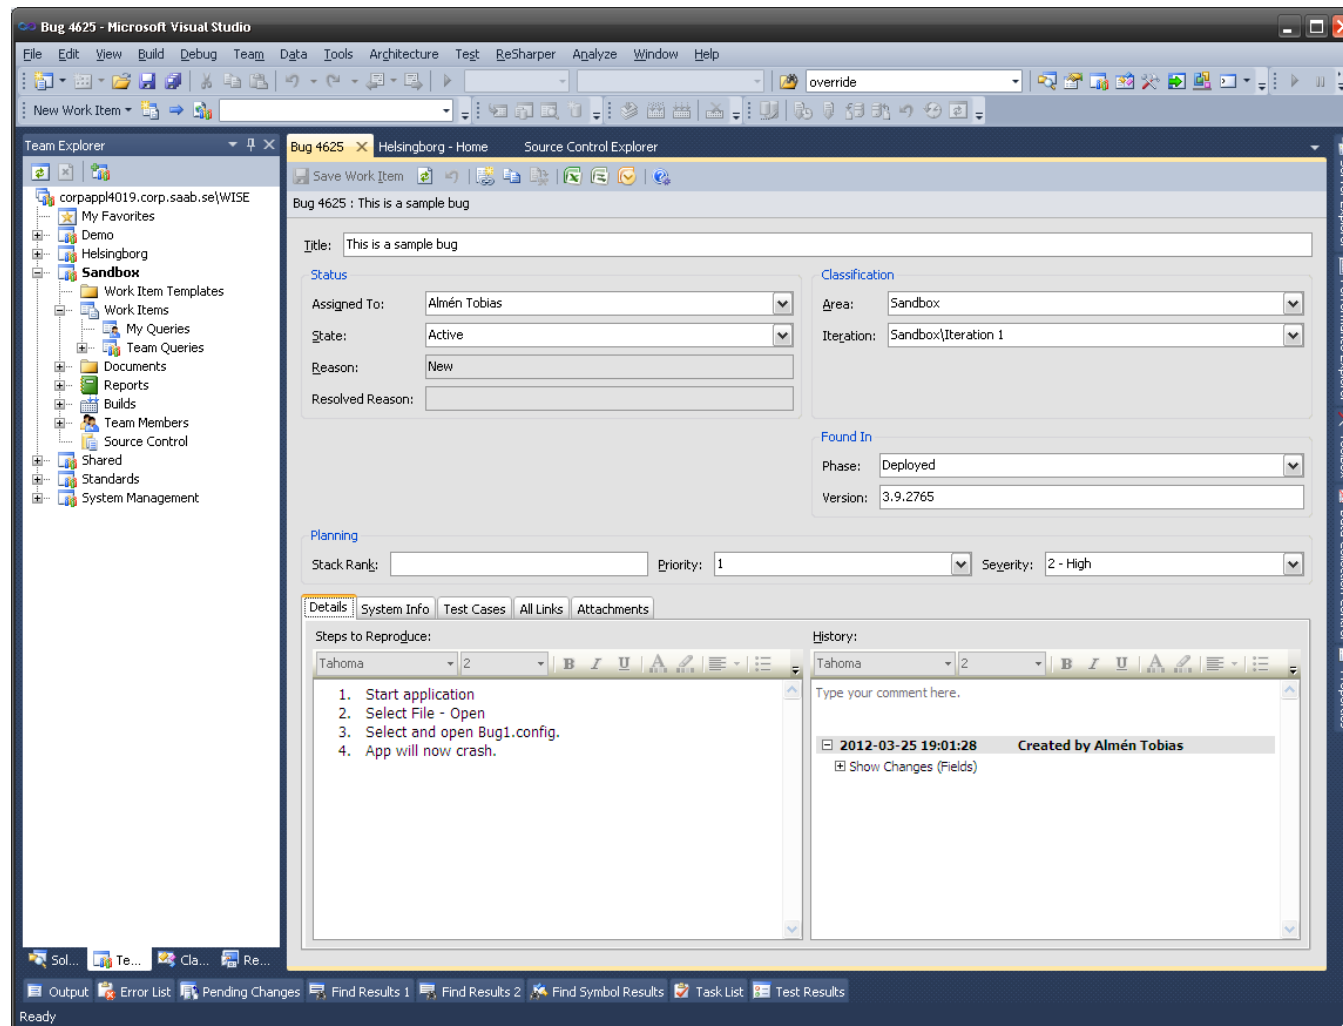 Bug 4625 - Microsoft Visual Studio
File Edit View Build Debug Team Data Tools Architecture Test ReSharper Analyze Window Help
override
New Work Item
Team Explorer
Bug 4625 Helsingborg - Home Source Control Explorer
Save Work Item
corpappl4019.corp.saab.se\WISE
My Favorites
Demo
Helsingborg
Sandbox
Work Item Templates
Work Items
My Queries
Team Queries
Documents
Reports
Builds
Team Members
Source Control
Shared
Standards
System Management
Bug 4625 : This is a sample bug
Title: This is a sample bug
Status
Assigned To: Almén Tobias
State: Active
Reason: New
Resolved Reason:
Classification
Area: Sandbox
Iteration: Sandbox\Iteration 1
Found In
Phase: Deployed
Version: 3.9.2765
Planning
Stack Rank: Priority: 1 Severity: 2 - High
Details System Info Test Cases All Links Attachments
Steps to Reproduce:
Tahoma 2 B I U A
1. Start application
2. Select File - Open
3. Select and open Bug1.config.
4. App will now crash.
History:
Tahoma 2 B I U A
Type your comment here.
2012-03-25 19:01:28 Created by Almén Tobias
Show Changes (Fields)
Sol... Te... Cla... Re...
Output Error List Pending Changes Find Results 1 Find Results 2 Find Symbol Results Task List Test Results
Ready